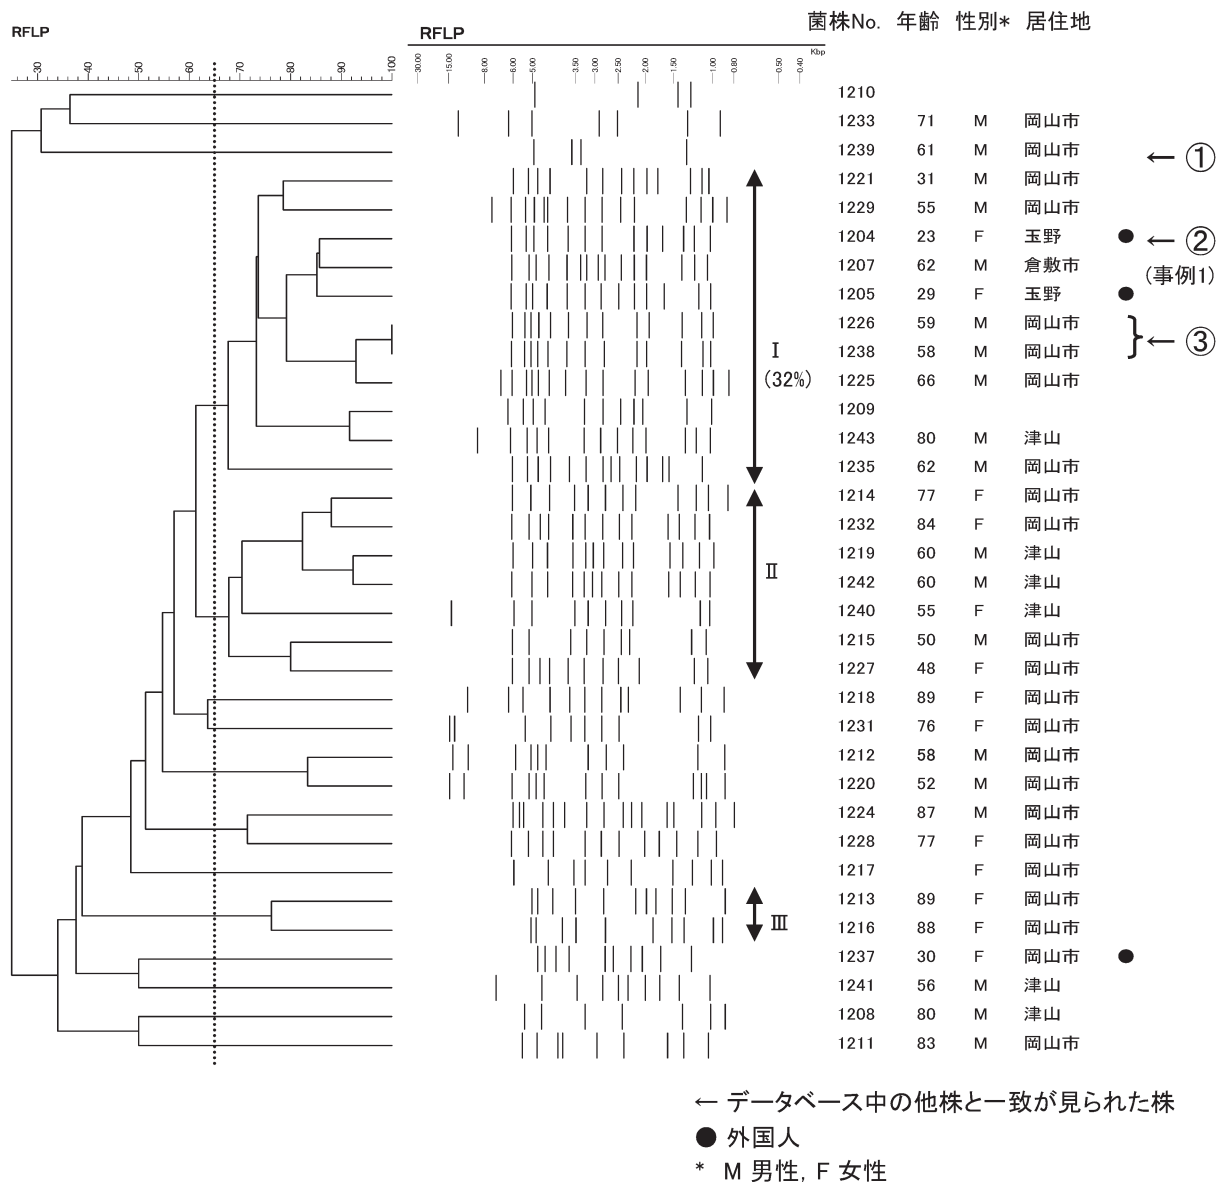 菌株No. 年齢 性別* 居住地
RFLP RFLP
Kbp
30 40 50 60 70 80 90 100 30.00 15.00 8.00 6.00 5.00 3.50 3.00 2.50 2.00 1.50 1.00 0.80 0.50 0.40
1210
1233 71 M 岡山市
1239 61 M 岡山市 ← ①
1221 31 M 岡山市
1229 55 M 岡山市
1204 23 F 玉野 ● ← ②
1207 62 M 倉敷市 (事例1)
1205 29 F 玉野 ●
1226 59 M 岡山市 } ← ③
1238 58 M 岡山市
Ⅰ
(32%)
1225 66 M 岡山市
1209
1243 80 M 津山
1235 62 M 岡山市
1214 77 F 岡山市
1232 84 F 岡山市
1219 60 M 津山
Ⅱ
1242 60 M 津山
1240 55 F 津山
1215 50 M 岡山市
1227 48 F 岡山市
1218 89 F 岡山市
1231 76 F 岡山市
1212 58 M 岡山市
1220 52 M 岡山市
1224 87 M 岡山市
1228 77 F 岡山市
1217 F 岡山市
1213 89 F 岡山市
Ⅲ
1216 88 F 岡山市
1237 30 F 岡山市 ●
1241 56 M 津山
1208 80 M 津山
1211 83 M 岡山市
← データベース中の他株と一致が見られた株
● 外国人
* M 男性, F 女性